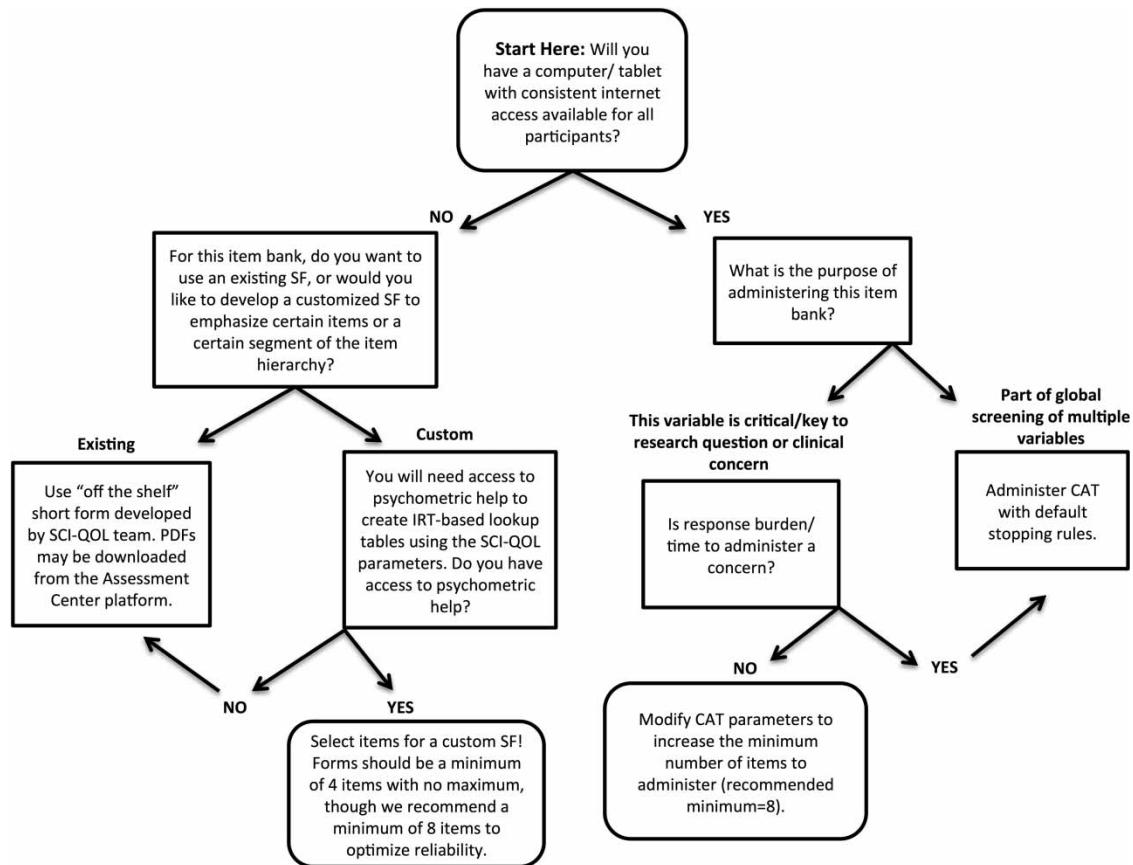 Start Here: Will you
have a computer/ tablet
with consistent internet
access available for all
participants?
NO
YES
For this item bank, do you want to
use an existing SF, or would you
like to develop a customized SF to
emphasize certain items or a
certain segment of the item
hierarchy?
What is the purpose of
administering this item
bank?
Existing
Custom
This variable is critical/key to
research question or clinical
concern
Part of global
screening of multiple
variables
Use “off the shelf”
short form developed
by SCI-QOL team. PDFs
may be downloaded
from the Assessment
Center platform.
You will need access to
psychometric help to
create IRT-based lookup
tables using the SCI-QOL
parameters. Do you have
access to psychometric
help?
Is response burden/
time to administer a
concern?
Administer CAT
with default
stopping rules.
NO
YES
NO
YES
Select items for a custom SF!
Forms should be a minimum
of 4 items with no maximum,
though we recommend a
minimum of 8 items to
optimize reliability.
Modify CAT parameters to
increase the minimum
number of items to
administer (recommended
minimum=8).